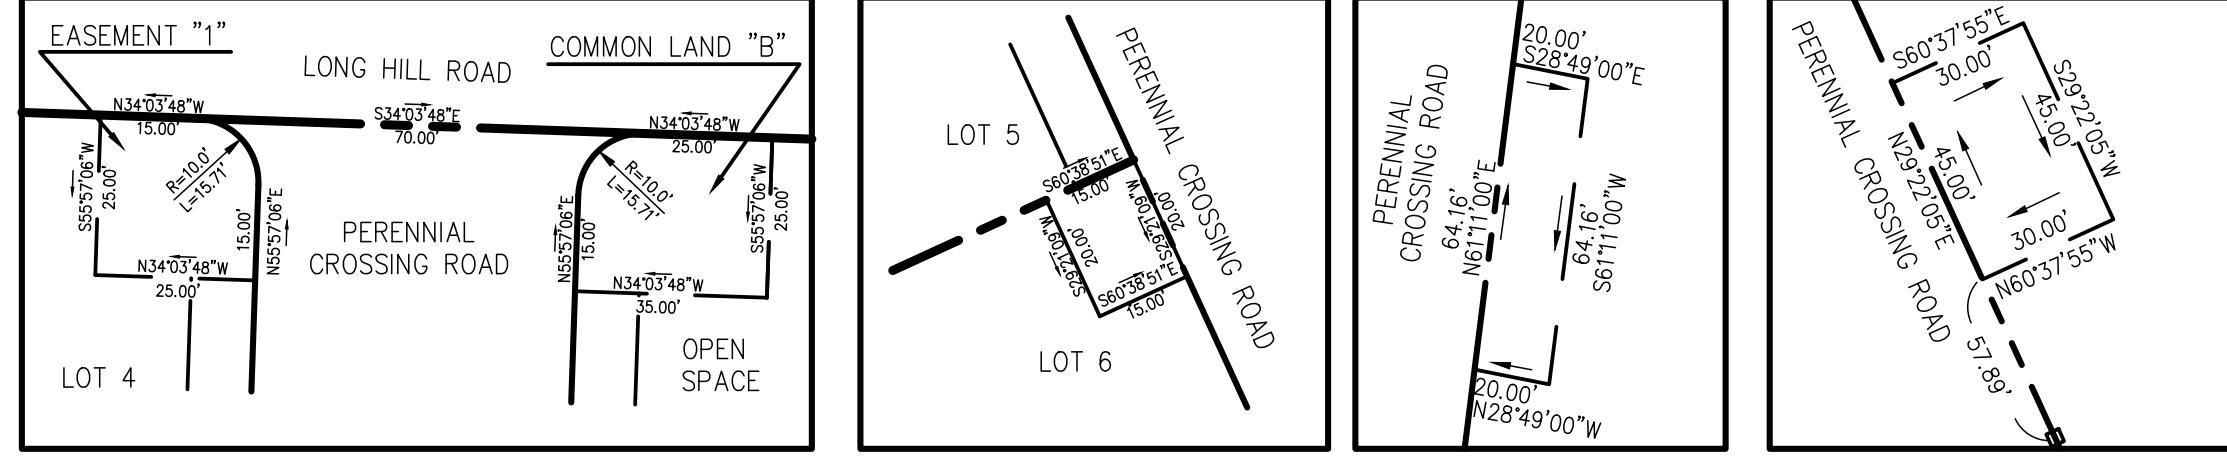 EASEMENT "1"
COMMON LAND "B"
LONG HILL ROAD
N34°03'48"W
15.00'
S34°03'48"E
70.00'
N34°03'48"W
25.00'
S55°57'06"W
25.00'
R=10.0'
L=15.71'
15.00'
N55°57'06"E
PERENNIAL
CROSSING ROAD
N55°57'06"E
15.00'
R=10.0'
L=15.71'
S55°57'06"W
25.00'
N34°03'48"W
25.00'
N34°03'48"W
35.00'
LOT 4
OPEN
SPACE
PERENNIAL CROSSING ROAD
LOT 5
S60°38'51"E
15.00'
S29°21'09"W
20.00'
S29°21'09"W
20.00'
S60°38'51"E
15.00'
LOT 6
PERENNIAL
CROSSING ROAD
20.00'
S28°49'00"E
64.16'
N61°11'00"E
64.16'
S61°11'00"W
20.00'
N28°49'00"W
PERENNIAL CROSSING ROAD
S60°37'55"E
30.00'
S29°22'05"W
45.00'
45.00'
N29°22'05"E
30.00'
N60°37'55"W
57.89'